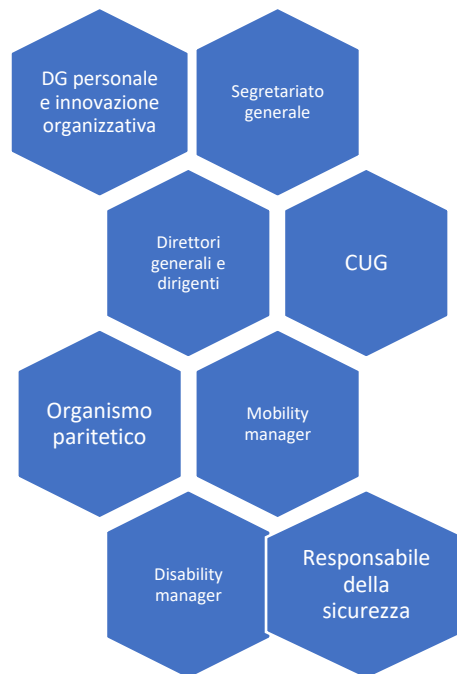 DG personale
e innovazione
organizzativa
Segretariato
generale
Direttori
generali e
dirigenti
CUG
Organismo
paritetico
Mobility
manager
Disability
manager
Responsabile
della
sicurezza